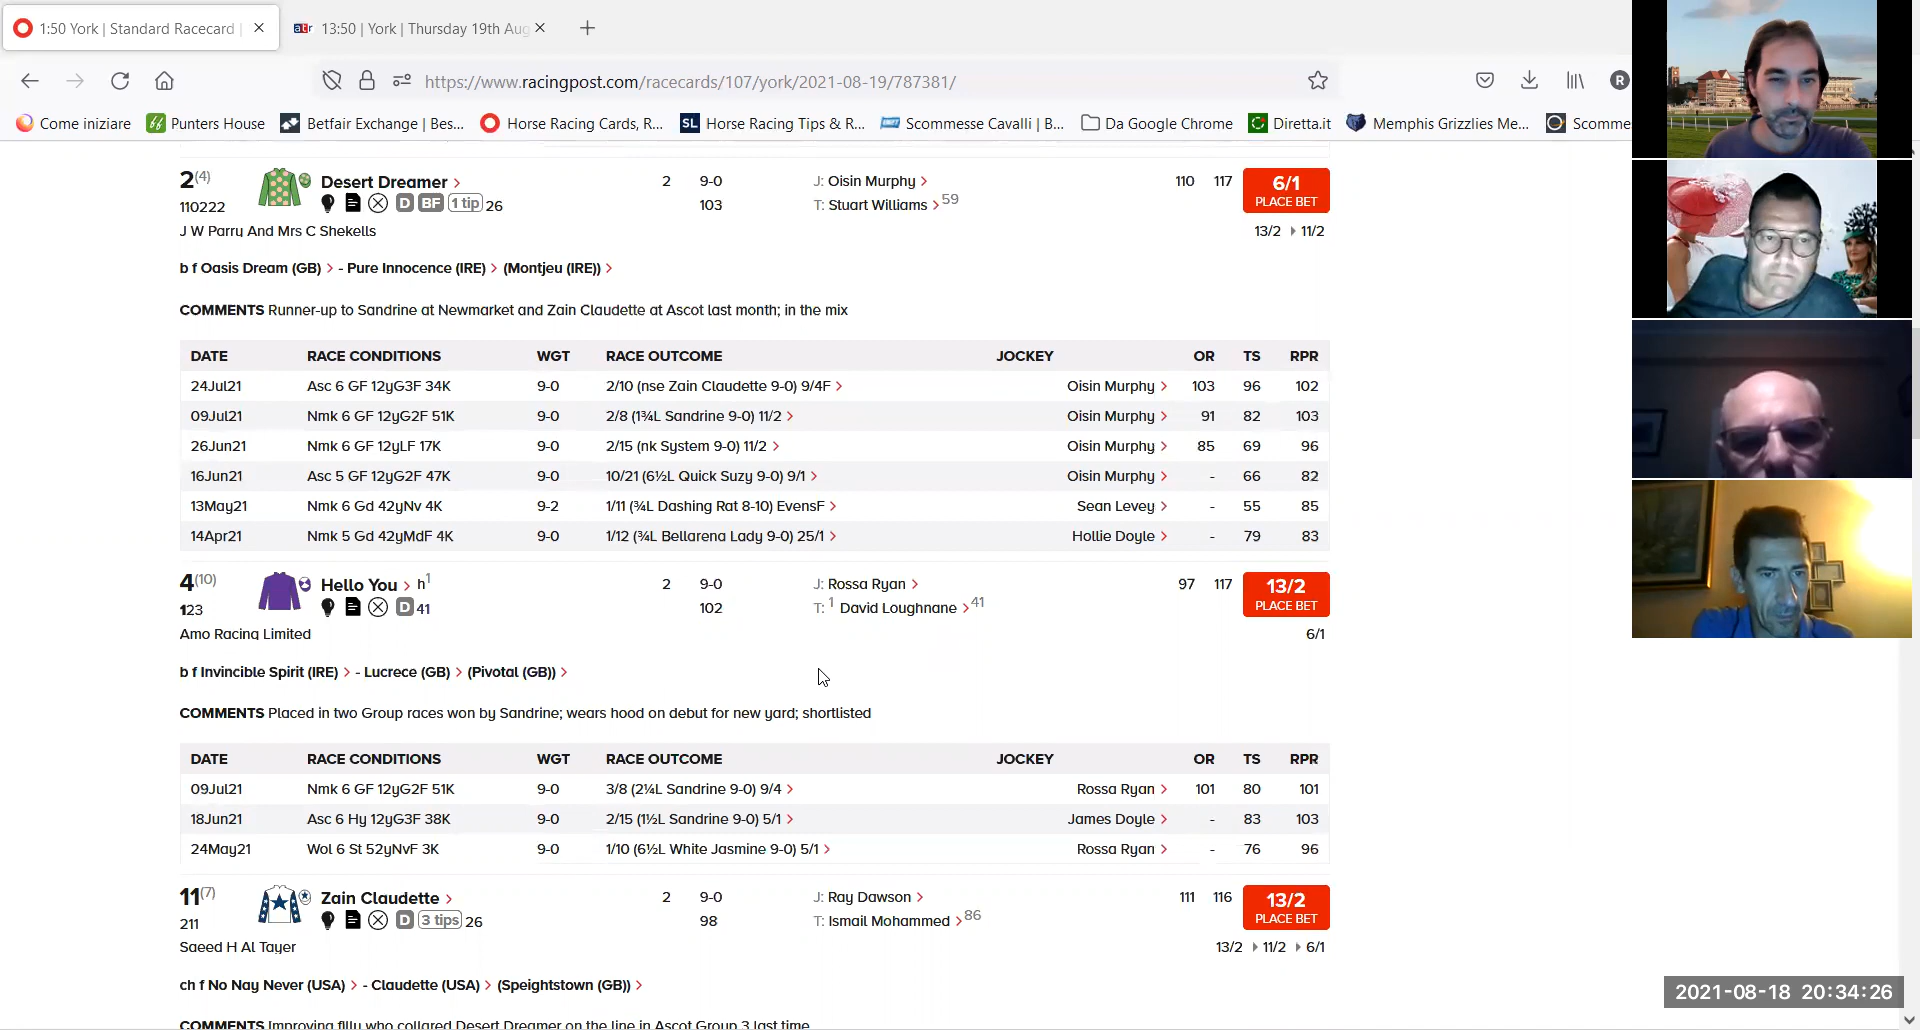 1:50 York | Standard Racecard |
atr 13:50 | York | Thursday 19th Aug
https://www.racingpost.com/racecards/107/york/2021-08-19/787381/
R
Come iniziare Punters House Betfair Exchange | Bes... Horse Racing Cards, R... SL Horse Racing Tips & R... Scommesse Cavalli | B... Da Google Chrome Diretta.it Memphis Grizzlies Me... Scomme
2(4) Desert Dreamer 2 9-0 J: Oisin Murphy 110 117 6/1
110222 D BF 1 tip 26 103 T: Stuart Williams 59 PLACE BET
J W Parry And Mrs C Shekells 13/2 11/2
b f Oasis Dream (GB) - Pure Innocence (IRE) (Montjeu (IRE))
COMMENTS Runner-up to Sandrine at Newmarket and Zain Claudette at Ascot last month; in the mix
DATE RACE CONDITIONS WGT RACE OUTCOME JOCKEY OR TS RPR
24Jul21 Asc 6 GF 12yG3F 34K 9-0 2/10 (nse Zain Claudette 9-0) 9/4F Oisin Murphy 103 96 102
09Jul21 Nmk 6 GF 12yG2F 51K 9-0 2/8 (1¾L Sandrine 9-0) 11/2 Oisin Murphy 91 82 103
26Jun21 Nmk 6 GF 12yLF 17K 9-0 2/15 (nk System 9-0) 11/2 Oisin Murphy 85 69 96
16Jun21 Asc 5 GF 12yG2F 47K 9-0 10/21 (6½L Quick Suzy 9-0) 9/1 Oisin Murphy - 66 82
13May21 Nmk 6 Gd 42yNv 4K 9-2 1/11 (¾L Dashing Rat 8-10) EvensF Sean Levey - 55 85
14Apr21 Nmk 5 Gd 42yMdF 4K 9-0 1/12 (¾L Bellarena Lady 9-0) 25/1 Hollie Doyle - 79 83
4(10) Hello You h1 2 9-0 J: Rossa Ryan 97 117 13/2
123 D 41 102 T: 1 David Loughnane 41 PLACE BET
Amo Racing Limited 6/1
b f Invincible Spirit (IRE) - Lucrece (GB) (Pivotal (GB))
COMMENTS Placed in two Group races won by Sandrine; wears hood on debut for new yard; shortlisted
DATE RACE CONDITIONS WGT RACE OUTCOME JOCKEY OR TS RPR
09Jul21 Nmk 6 GF 12yG2F 51K 9-0 3/8 (2¼L Sandrine 9-0) 9/4 Rossa Ryan 101 80 101
18Jun21 Asc 6 Hy 12yG3F 38K 9-0 2/15 (1½L Sandrine 9-0) 5/1 James Doyle - 83 103
24May21 Wol 6 St 52yNvF 3K 9-0 1/10 (6½L White Jasmine 9-0) 5/1 Rossa Ryan - 76 96
11(7) Zain Claudette 2 9-0 J: Ray Dawson 111 116 13/2
211 D 3 tips 26 98 T: Ismail Mohammed 86 PLACE BET
Saeed H Al Tayer 13/2 11/2 6/1
ch f No Nay Never (USA) - Claudette (USA) (Speightstown (GB))
COMMENTS Improving filly who collared Desert Dreamer on the line in Ascot Group 3 last time
2021-08-18 20:34:26